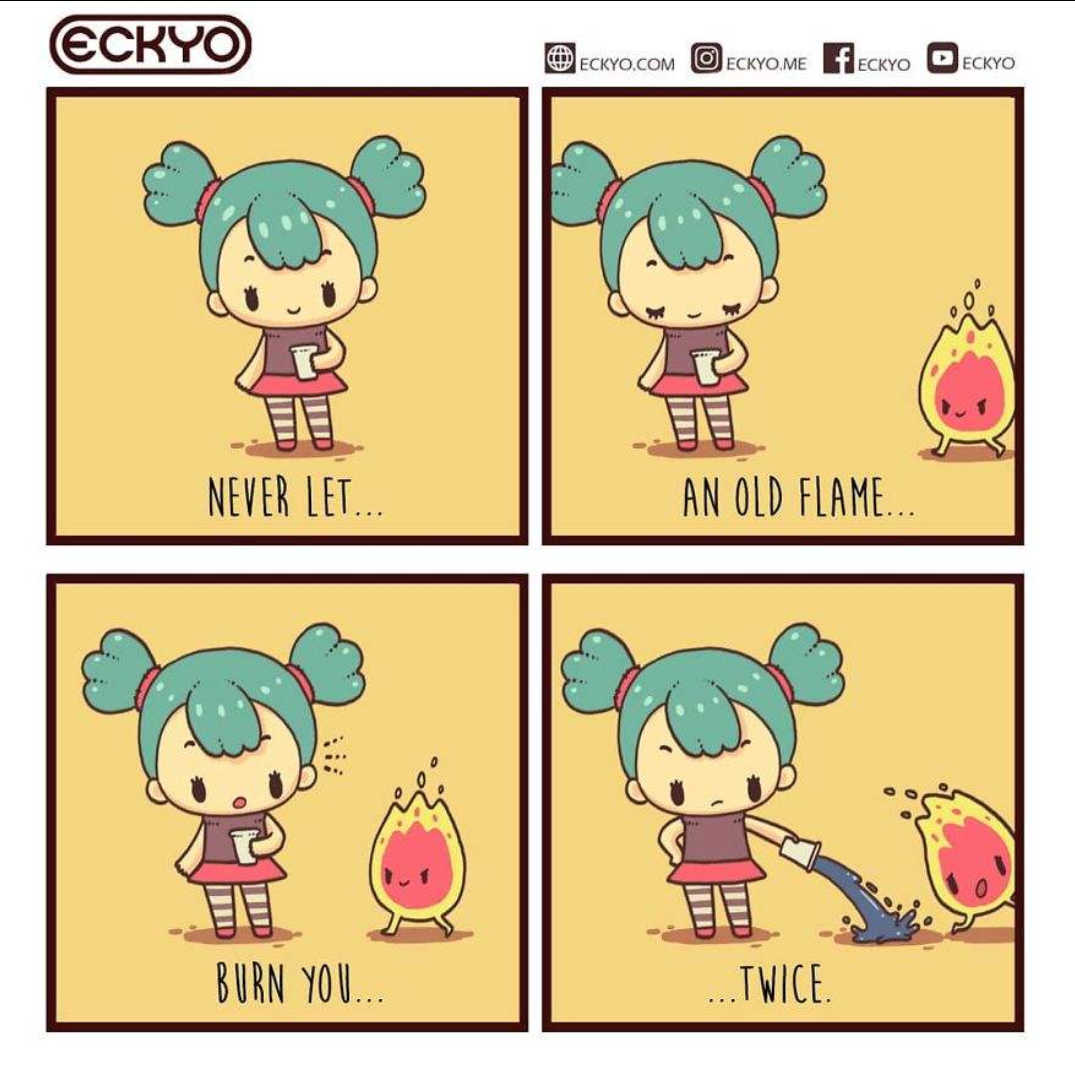 ECKYO
ECKYO.COM ECKYO.ME ECKYO ECKYO
NEVER LET...
AN OLD FLAME...
BURN YOU...
...TWICE.